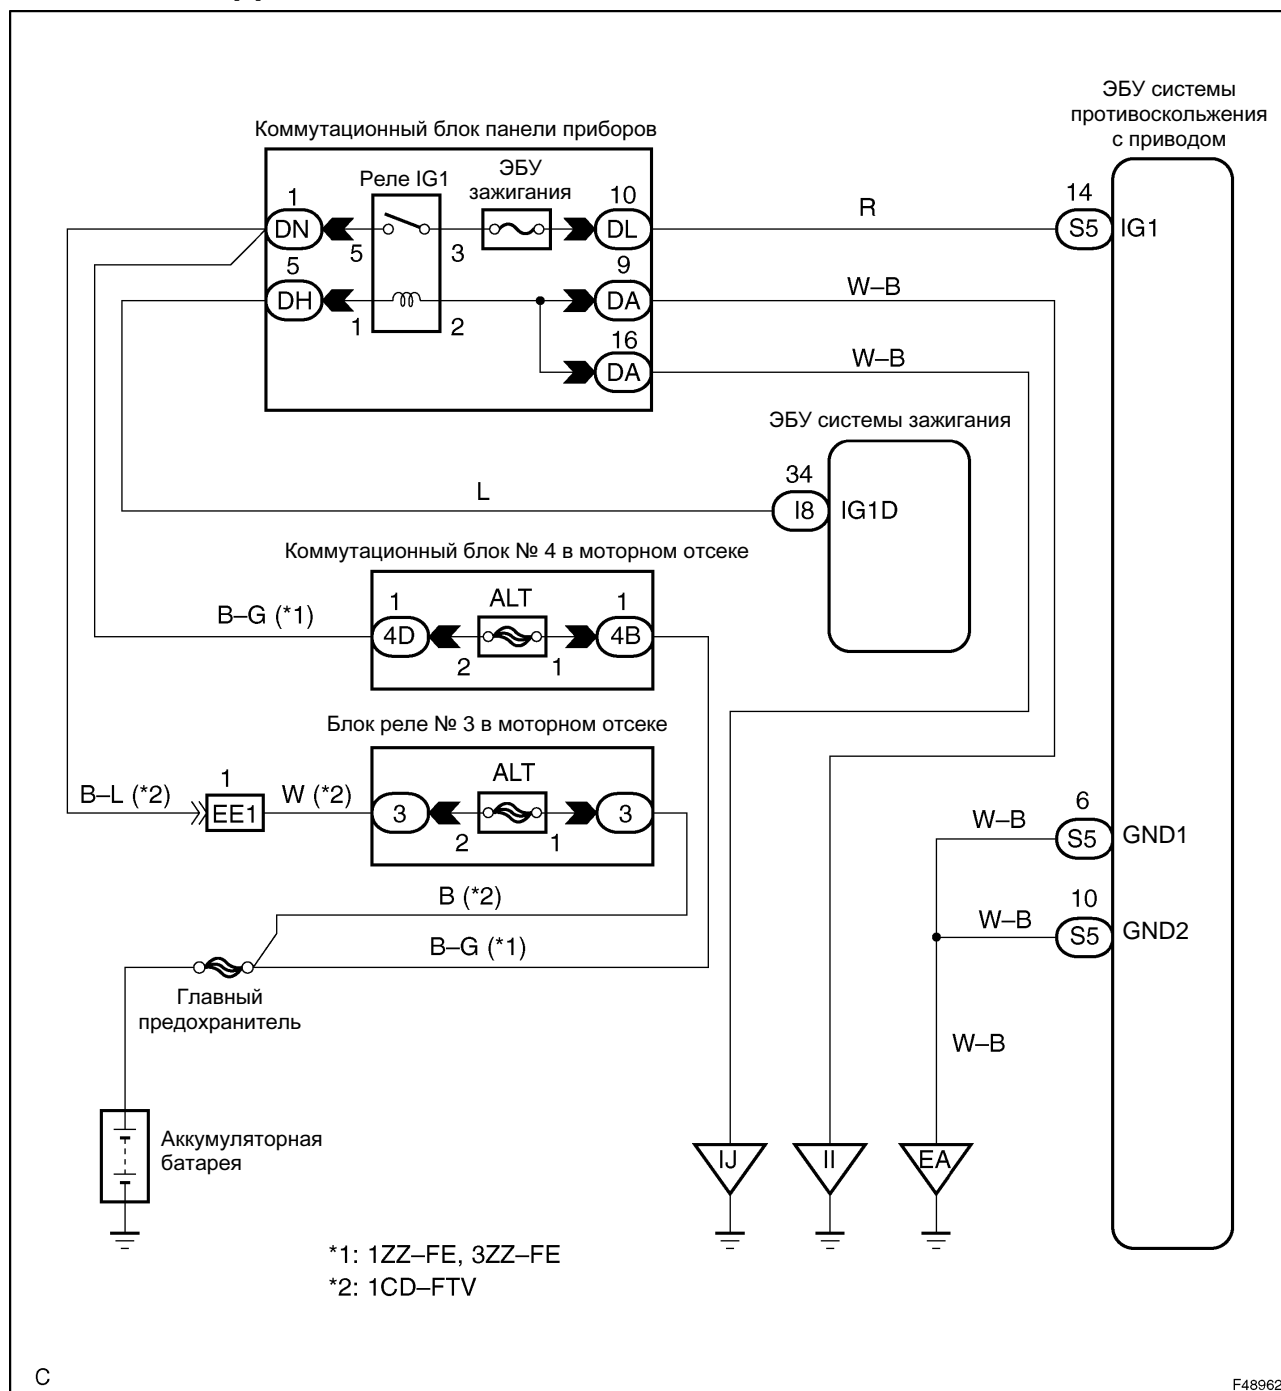 ЭБУ системы
противоскольжения
с приводом
Коммутационный блок панели приборов
Реле IG1
ЭБУ
зажигания
1
DN
5
3
10
DL
R
14
S5
IG1
5
DH
1
2
9
DA
W–B
16
DA
W–B
ЭБУ системы зажигания
34
I8
IG1D
L
Коммутационный блок № 4 в моторном отсеке
B–G (*1)
1
4D
2
ALT
1
1
4B
Блок реле № 3 в моторном отсеке
B–L (*2)
1
EE1
W (*2)
3
2
ALT
1
3
W–B
6
S5
GND1
B (*2)
B–G (*1)
W–B
10
S5
GND2
Главный
предохранитель
W–B
Аккумуляторная
батарея
IJ
II
EA
*1: 1ZZ–FE, 3ZZ–FE
*2: 1CD–FTV
C
F48962